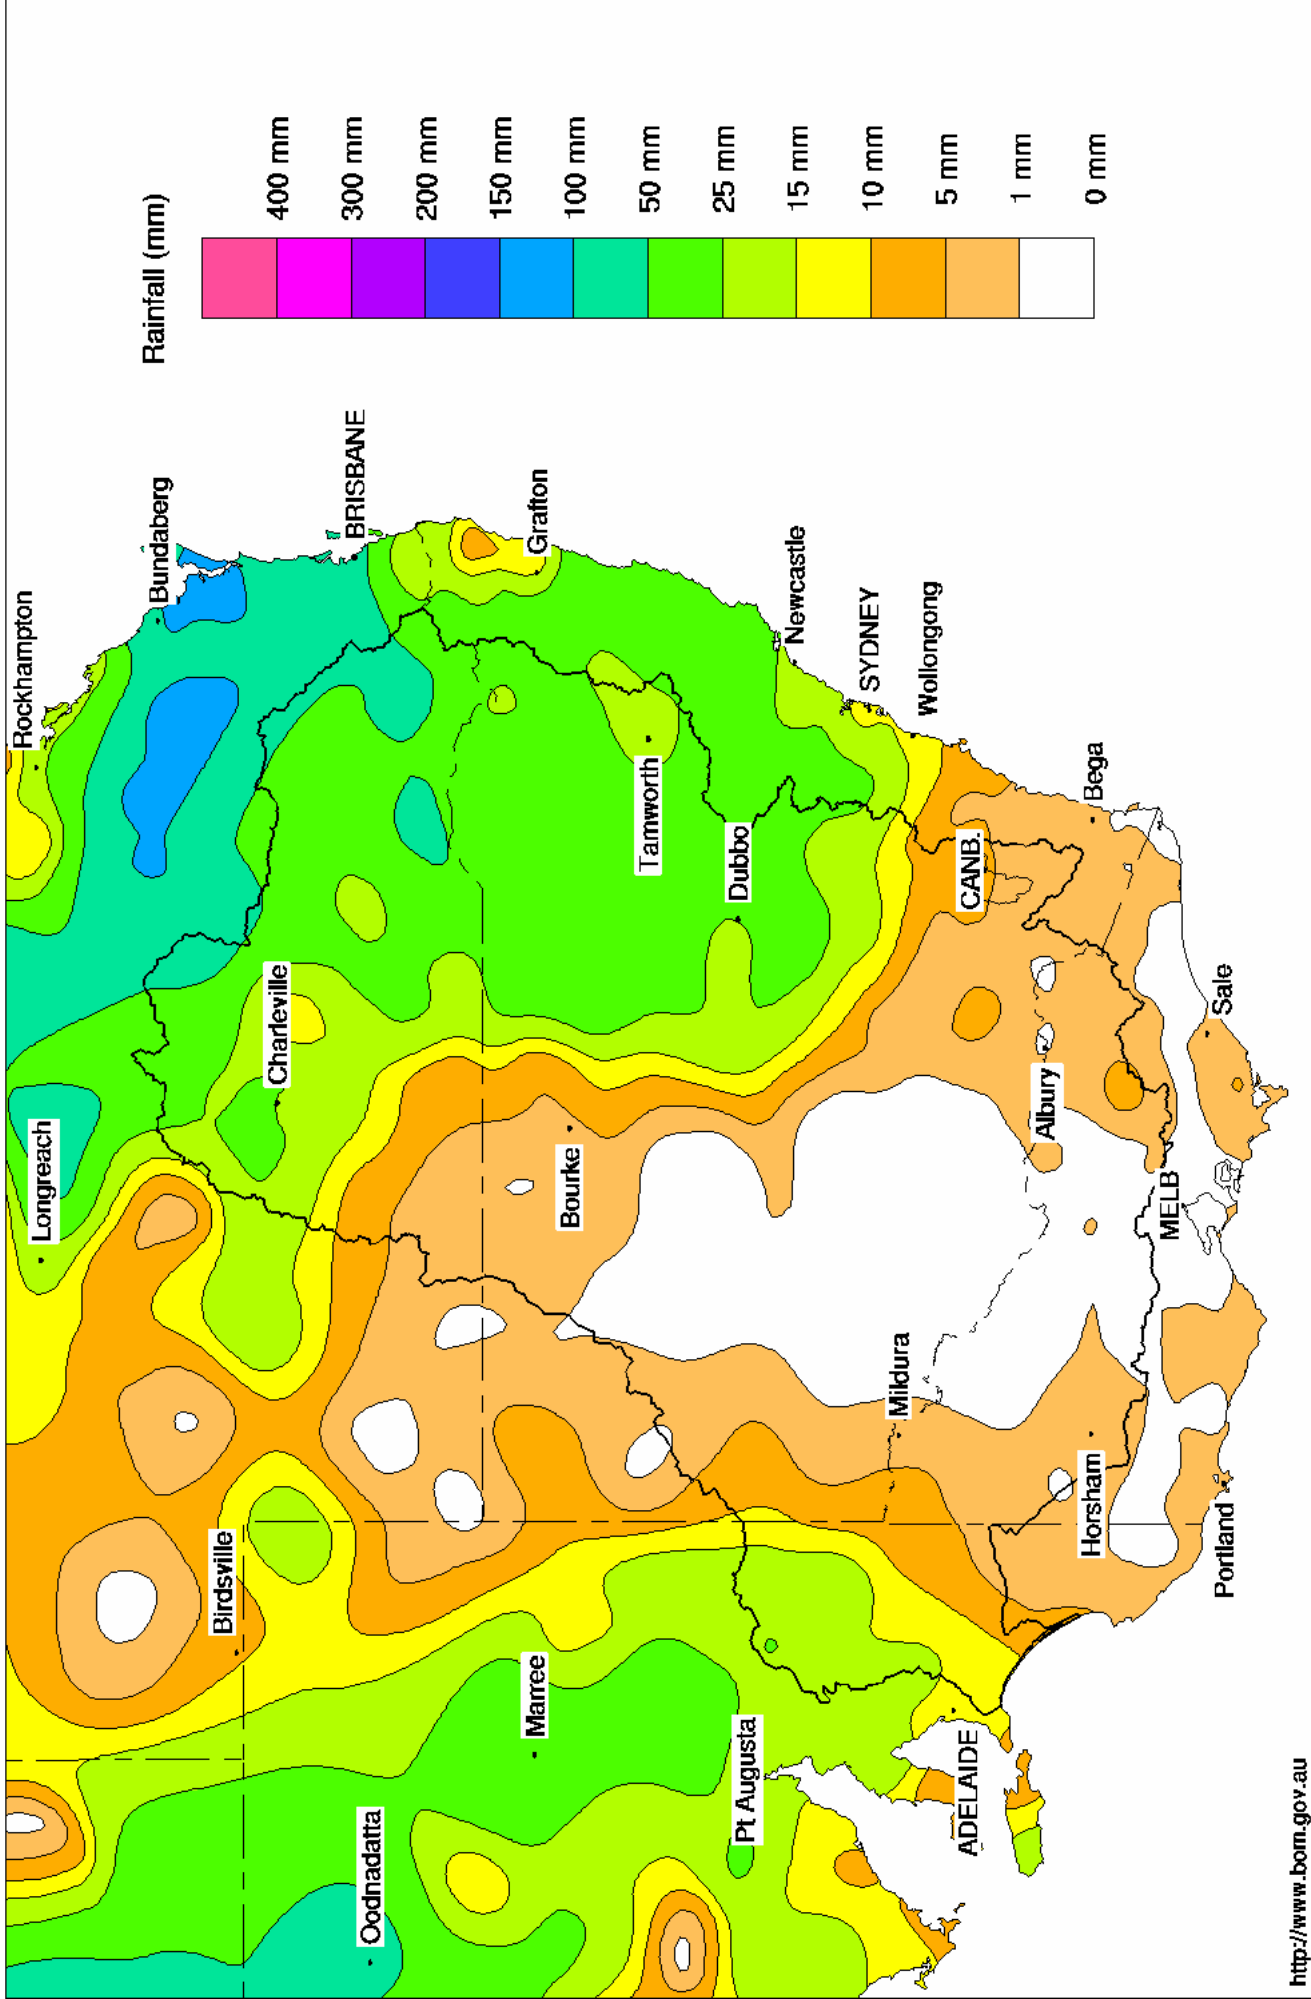 Rockhampton
Longreach
Bundaberg
Birdsville
Charleville
BRISBANE
Oodnadatta
Marree
Bourke
Grafton
Tamworth
Pt Augusta
Dubbo
Newcastle
Mildura
SYDNEY
Wollongong
ADELAIDE
CANB.
Albury
Horsham
Bega
MELB
Portland
Sale
Rainfall (mm)
400 mm
300 mm
200 mm
150 mm
100 mm
50 mm
25 mm
15 mm
10 mm
5 mm
1 mm
0 mm
http://www.bom.gov.au